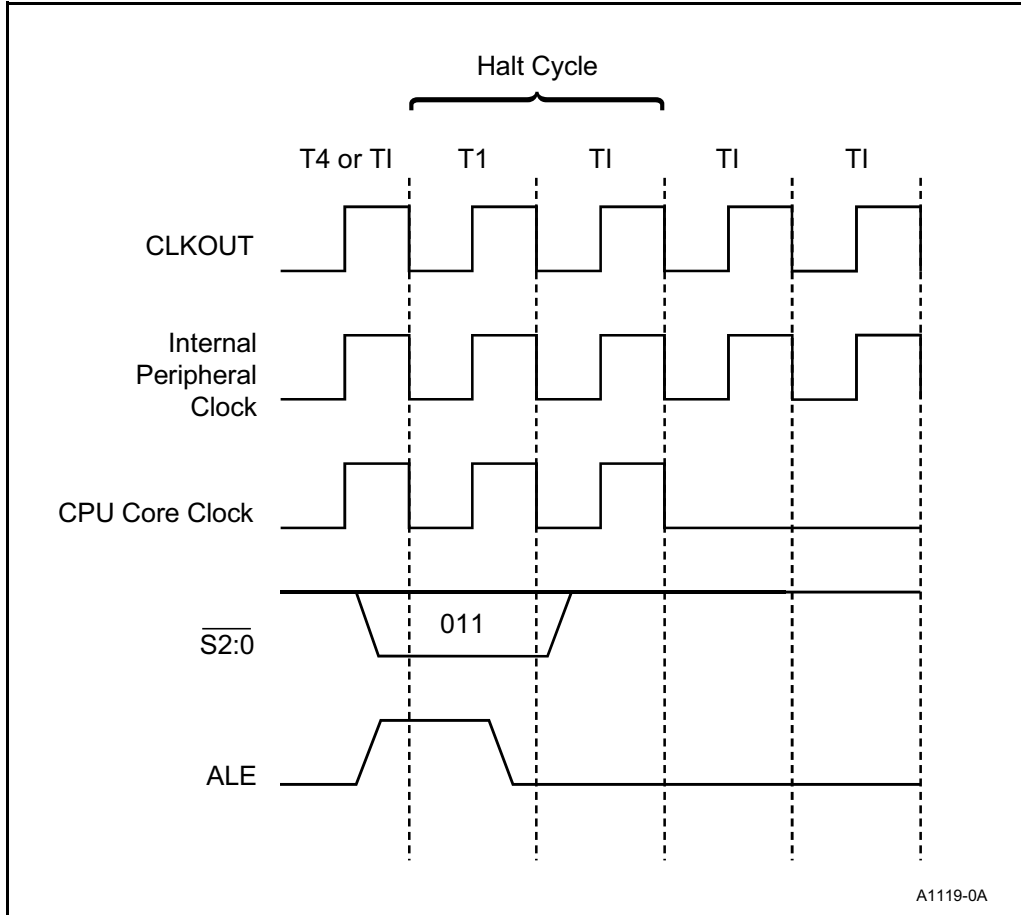 Halt Cycle
T4 or TI T1 TI TI TI
CLKOUT
Internal
Peripheral
Clock
CPU Core Clock
S2:0
011
ALE
A1119-0A